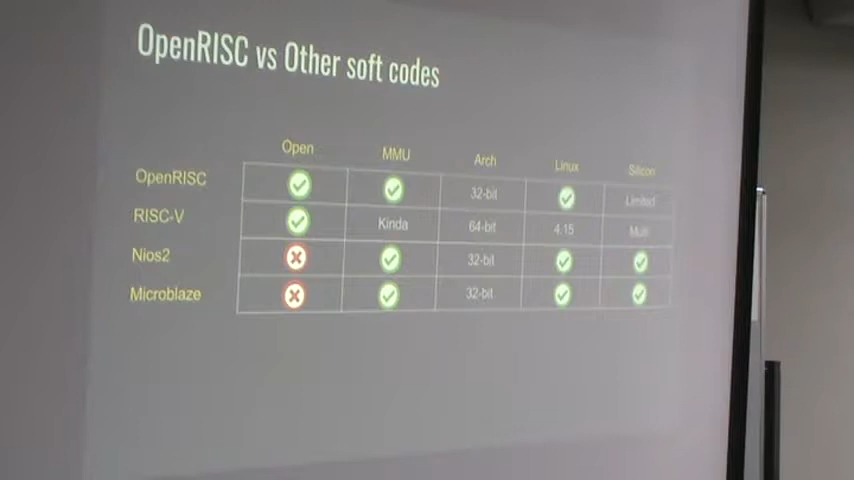 OpenRISC vs Other soft codes
Open MMU Arch Linux Silicon
OpenRISC 32-bit Limited
RISC-V Kinda 64-bit 4.15 Multi
Nios2 32-bit
Microblaze 32-bit